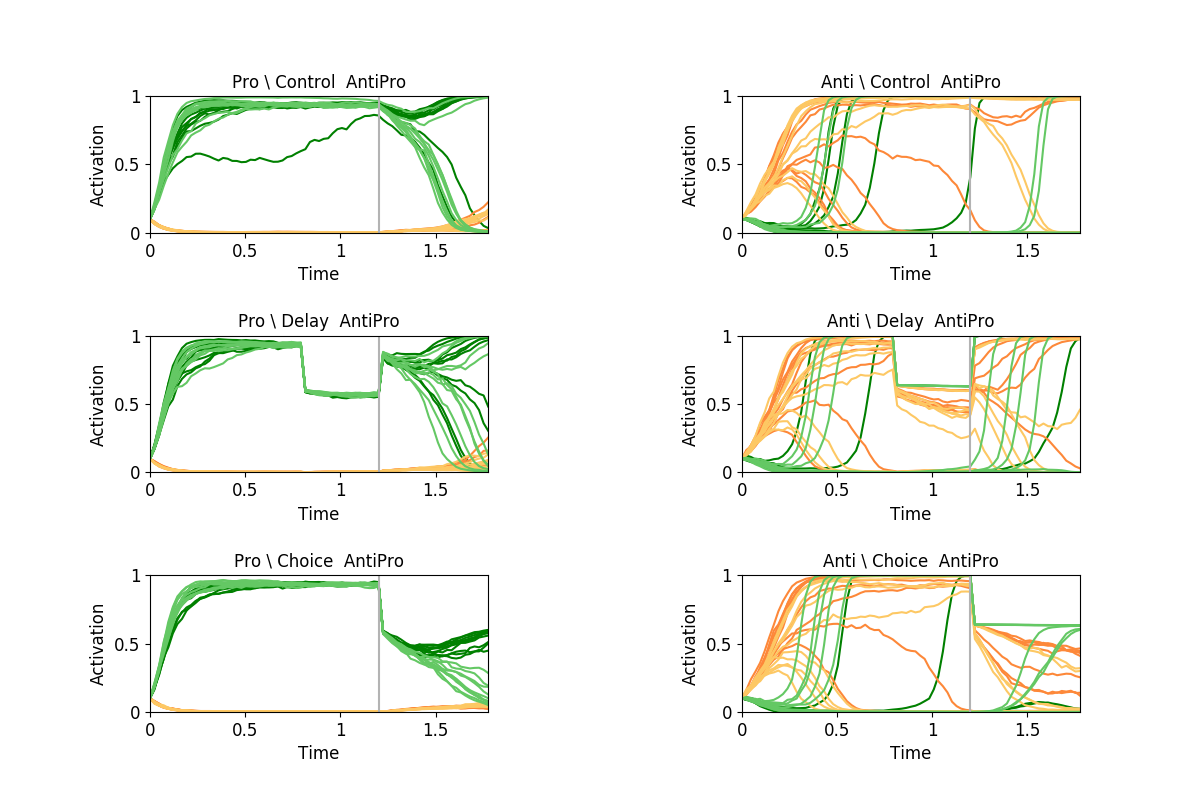 Pro \ Control  AntiPro
Anti \ Control  AntiPro
1
0.5
0
Activation
0
0.5
1
1.5
Time
1
0.5
0
Activation
0
0.5
1
1.5
Time
Pro \ Delay  AntiPro
Anti \ Delay  AntiPro
1
0.5
0
Activation
0
0.5
1
1.5
Time
1
0.5
0
Activation
0
0.5
1
1.5
Time
Pro \ Choice  AntiPro
Anti \ Choice  AntiPro
1
0.5
0
Activation
0
0.5
1
1.5
Time
1
0.5
0
Activation
0
0.5
1
1.5
Time